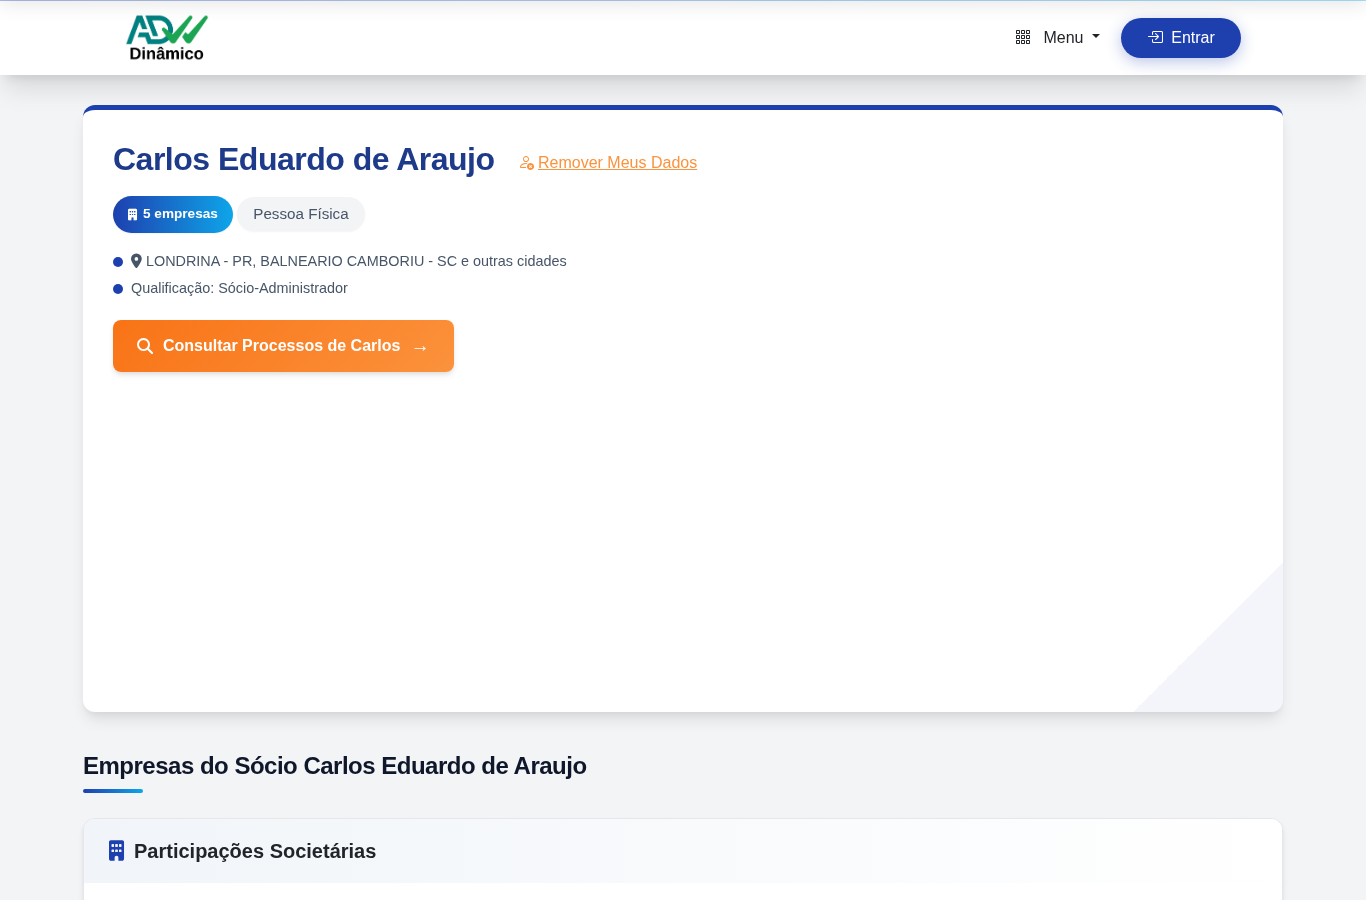 ADW
Dinâmico
Menu
Entrar
Carlos Eduardo de Araujo
Remover Meus Dados
5 empresas
Pessoa Física
LONDRINA - PR, BALNEARIO CAMBORIU - SC e outras cidades
Qualificação: Sócio-Administrador
Consultar Processos de Carlos →
Empresas do Sócio Carlos Eduardo de Araujo
Participações Societárias